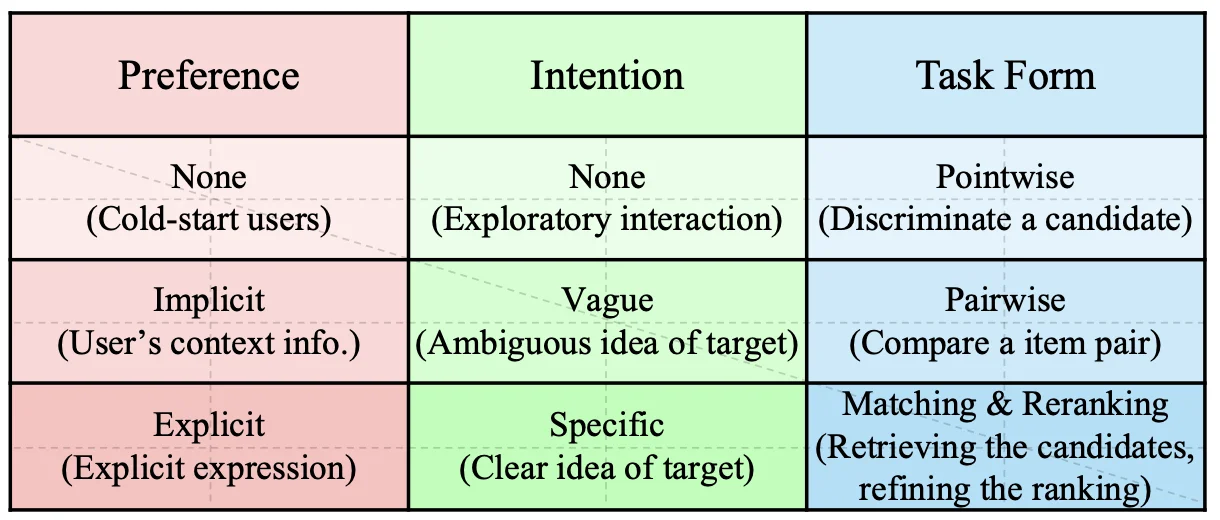 Preference
Intention
Task Form
None
(Cold-start users)
None
(Exploratory interaction)
Pointwise
(Discriminate a candidate)
Implicit
(User's context info.)
Vague
(Ambiguous idea of target)
Pairwise
(Compare a item pair)
Explicit
(Explicit expression)
Specific
(Clear idea of target)
Matching & Reranking
(Retrieving the candidates,
refining the ranking)